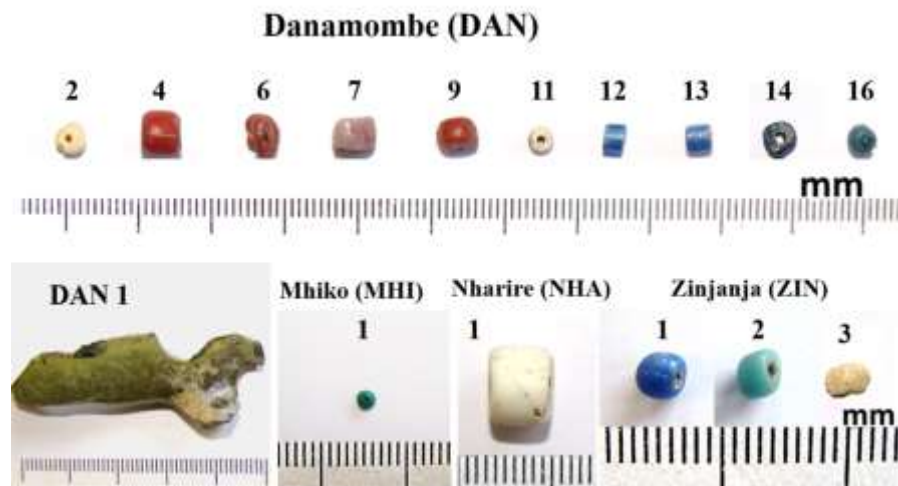 Danamombe (DAN)
2 4 6 7 9 11 12 13 14 16
mm
DAN 1
Mhiko (MHI) Nharire (NHA) Zinjanja (ZIN)
1 1 1 2 3
mm